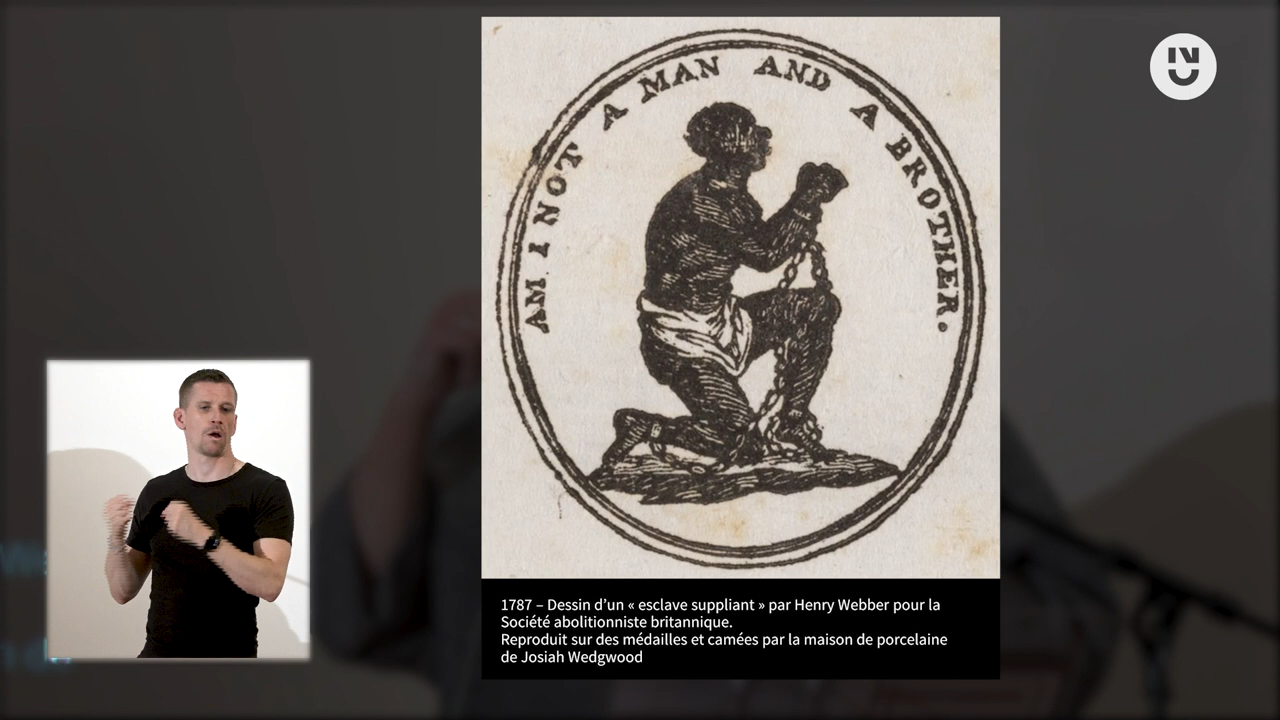 AM I NOT A MAN AND A BROTHER.
1787 – Dessin d’un « esclave suppliant » par Henry Webber pour la
Société abolitionniste britannique.
Reproduit sur des médailles et camées par la maison de porcelaine
de Josiah Wedgwood